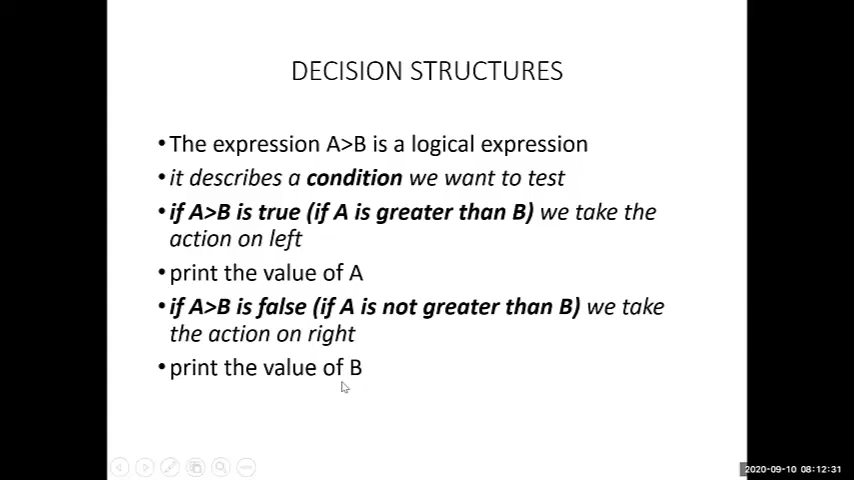 DECISION STRUCTURES
•The expression A>B is a logical expression
•it describes a condition we want to test
•if A>B is true (if A is greater than B) we take the
action on left
•print the value of A
•if A>B is false (if A is not greater than B) we take
the action on right
•print the value of B
2020-09-10 08:12:31